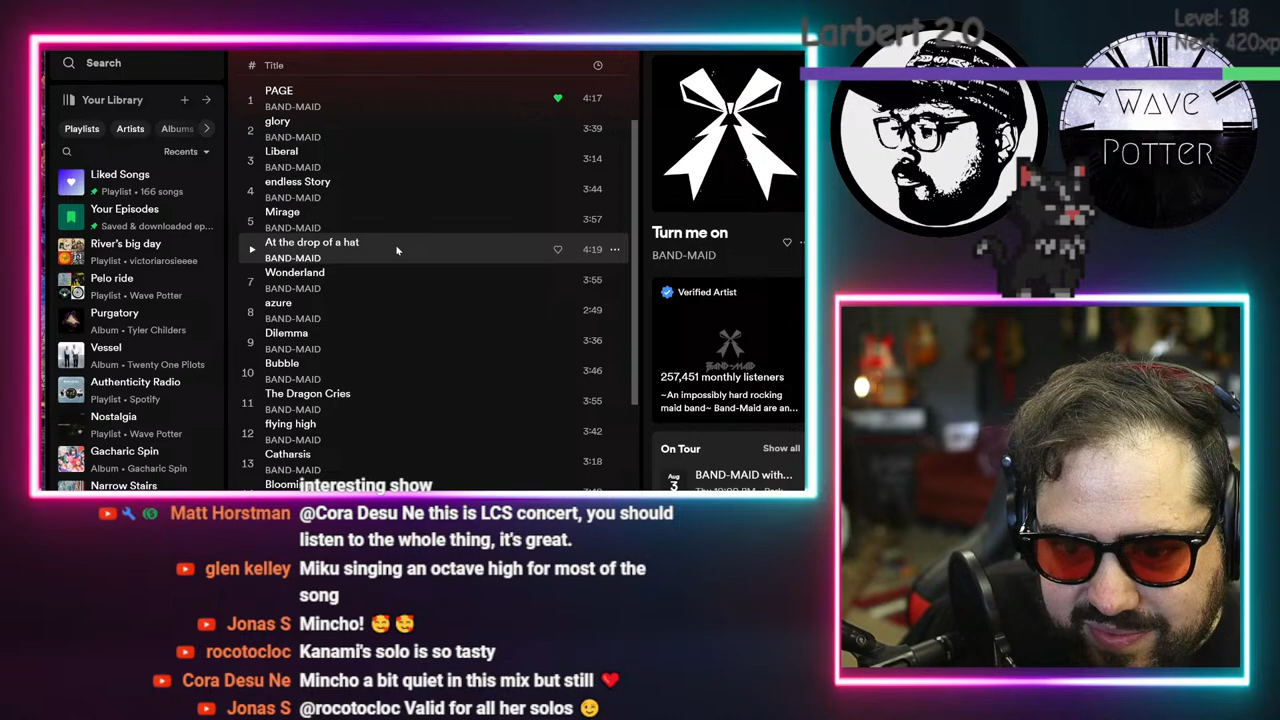 Larbert 2.0
Level: 18
Next: 420xp
WAVE
POTTER
Search
Your Library
Playlists Artists Albums
Recents
Liked Songs
Playlist • 166 songs
Your Episodes
Saved & downloaded ep...
River's big day
Playlist • victoriarosieeee
Pelo ride
Playlist • Wave Potter
Purgatory
Album • Tyler Childers
Vessel
Album • Twenty One Pilots
Authenticity Radio
Playlist • Spotify
Nostalgia
Playlist • Wave Potter
Gacharic Spin
Album • Gacharic Spin
Narrow Stairs
# Title
1 PAGE 4:17
BAND-MAID
2 glory 3:39
BAND-MAID
3 Liberal 3:14
BAND-MAID
4 endless Story 3:44
BAND-MAID
5 Mirage 3:57
BAND-MAID
At the drop of a hat 4:19
BAND-MAID
7 Wonderland 3:55
BAND-MAID
8 azure 2:49
BAND-MAID
9 Dilemma 3:36
BAND-MAID
10 Bubble 3:46
BAND-MAID
11 The Dragon Cries 3:55
BAND-MAID
12 flying high 3:42
BAND-MAID
13 Catharsis 3:18
BAND-MAID
Turn me on
BAND-MAID
Verified Artist
BAND-MAID
257,451 monthly listeners
~An impossibly hard rocking
maid band~ Band-Maid are an...
On Tour Show all
Aug
3
BAND-MAID with...
interesting show
Matt Horstman @Cora Desu Ne this is LCS concert, you should
listen to the whole thing, it's great.
glen kelley Miku singing an octave high for most of the
song
Jonas S Mincho! 🥰 🥰
rocotocloc Kanami's solo is so tasty
Cora Desu Ne Mincho a bit quiet in this mix but still ❤️
Jonas S @rocotocloc Valid for all her solos 😉